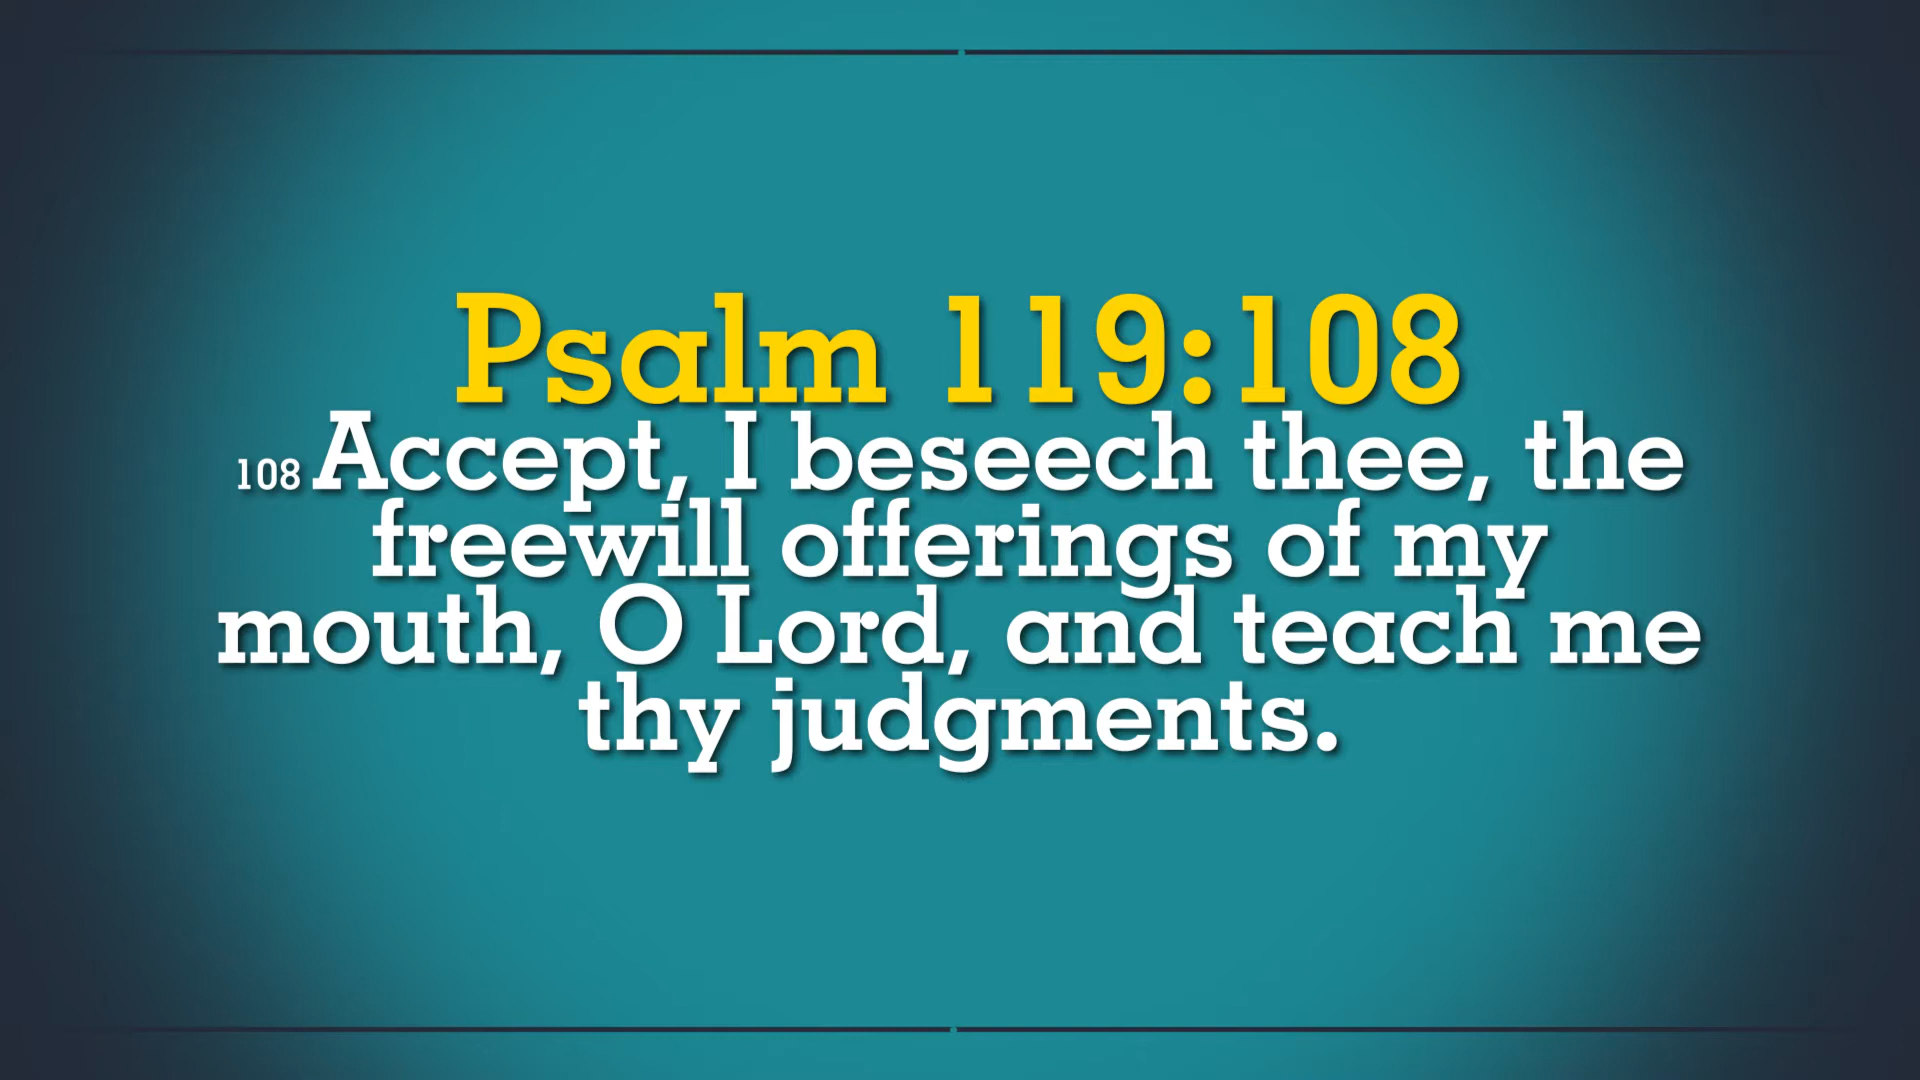 Psalm 119:108
108 Accept, I beseech thee, the
freewill offerings of my
mouth, O Lord, and teach me
thy judgments.